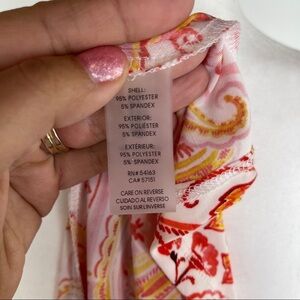 SHELL:
95% POLYESTER
5% SPANDEX
EXTERIOR:
95% POLIÉSTER
5% SPANDEX
EXTÉRIEUR:
95% POLYESTER
5% SPANDEX
RN# 54163
CA# 57151
CARE ON REVERSE
CUIDADO AL REVERSO
SOIN SUR L'INVERSE